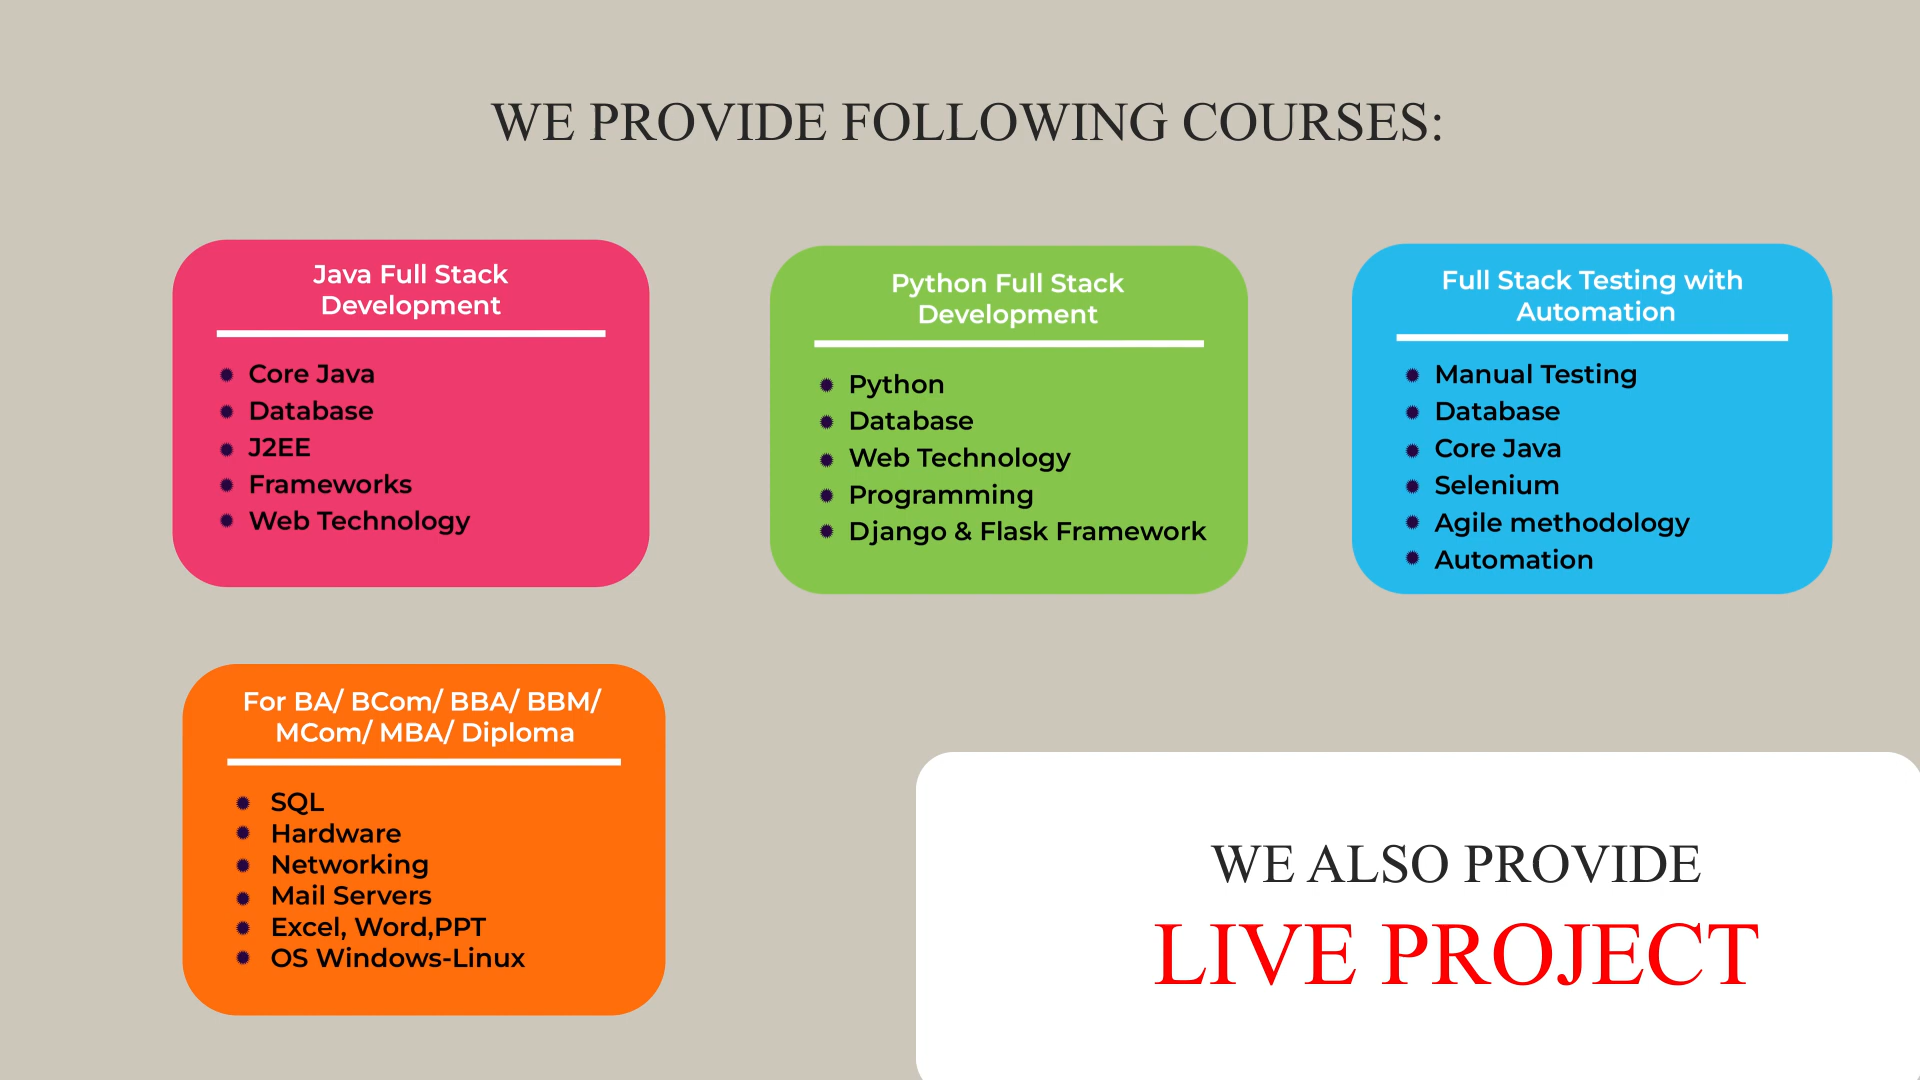 WE PROVIDE FOLLOWING COURSES:
Java Full Stack
Development
Core Java
Database
J2EE
Frameworks
Web Technology
Python Full Stack
Development
Python
Database
Web Technology
Programming
Django & Flask Framework
Full Stack Testing with
Automation
Manual Testing
Database
Core Java
Selenium
Agile methodology
Automation
For BA/ BCom/ BBA/ BBM/
MCom/ MBA/ Diploma
SQL
Hardware
Networking
Mail Servers
Excel, Word,PPT
OS Windows-Linux
WE ALSO PROVIDE
LIVE PROJECT